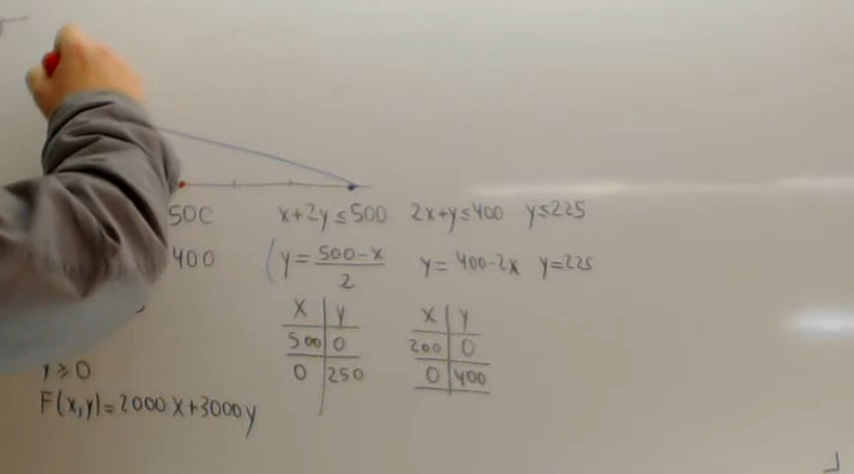 500 x+2y≤500 2x+y≤400 y≤225
400 y=500-x/2 y=400-2x y=225
x y x y
500 0 200 0
0 250 0 400
y≥0
F(x,y)=2000x+3000y